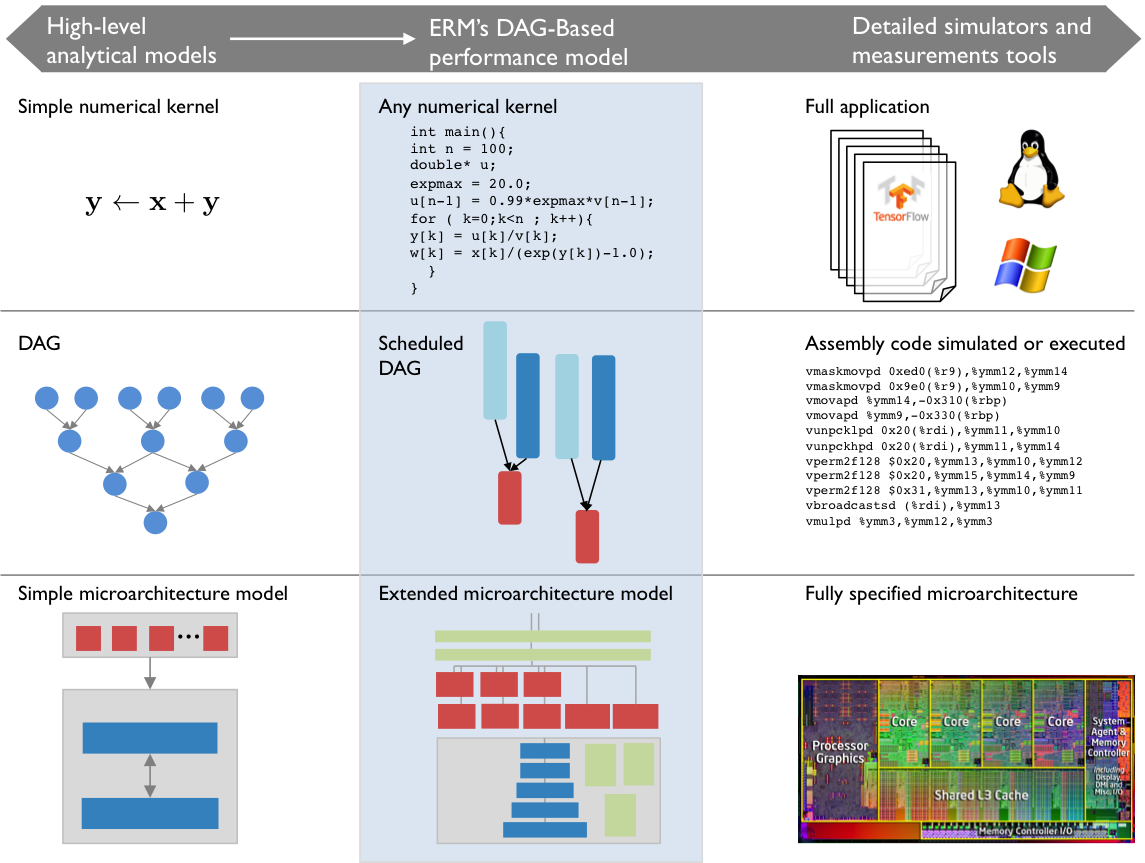 High-level
analytical models
ERM's DAG-Based
performance model
Detailed simulators and
measurements tools
Simple numerical kernel
y ← x + y
Any numerical kernel
int main(){
int n = 100;
double* u;
expmax = 20.0;
u[n-1] = 0.99*expmax*v[n-1];
for ( k=0;k<n ; k++){
y[k] = u[k]/v[k];
w[k] = x[k]/(exp(y[k])-1.0);
}
}
Full application
TensorFlow
DAG
Scheduled
DAG
Assembly code simulated or executed
vmaskmovpd 0xed0(%r9),%ymm12,%ymm14
vmaskmovpd 0x9e0(%r9),%ymm10,%ymm9
vmovapd %ymm14,-0x310(%rbp)
vmovapd %ymm9,-0x330(%rbp)
vunpcklpd 0x20(%rdi),%ymm11,%ymm10
vunpckhpd 0x20(%rdi),%ymm11,%ymm14
vperm2f128 $0x20,%ymm13,%ymm10,%ymm12
vperm2f128 $0x20,%ymm15,%ymm14,%ymm9
vperm2f128 $0x31,%ymm13,%ymm10,%ymm11
vbroadcastsd (%rdi),%ymm13
vmulpd %ymm3,%ymm12,%ymm3
Simple microarchitecture model
...
Extended microarchitecture model
Fully specified microarchitecture
Processor
Graphics
Core
Core
Core
Core
System
Agent &
Memory
Controller
including
Display,
DMI and
Misc. I/O
Shared L3 Cache
Memory Controller I/O